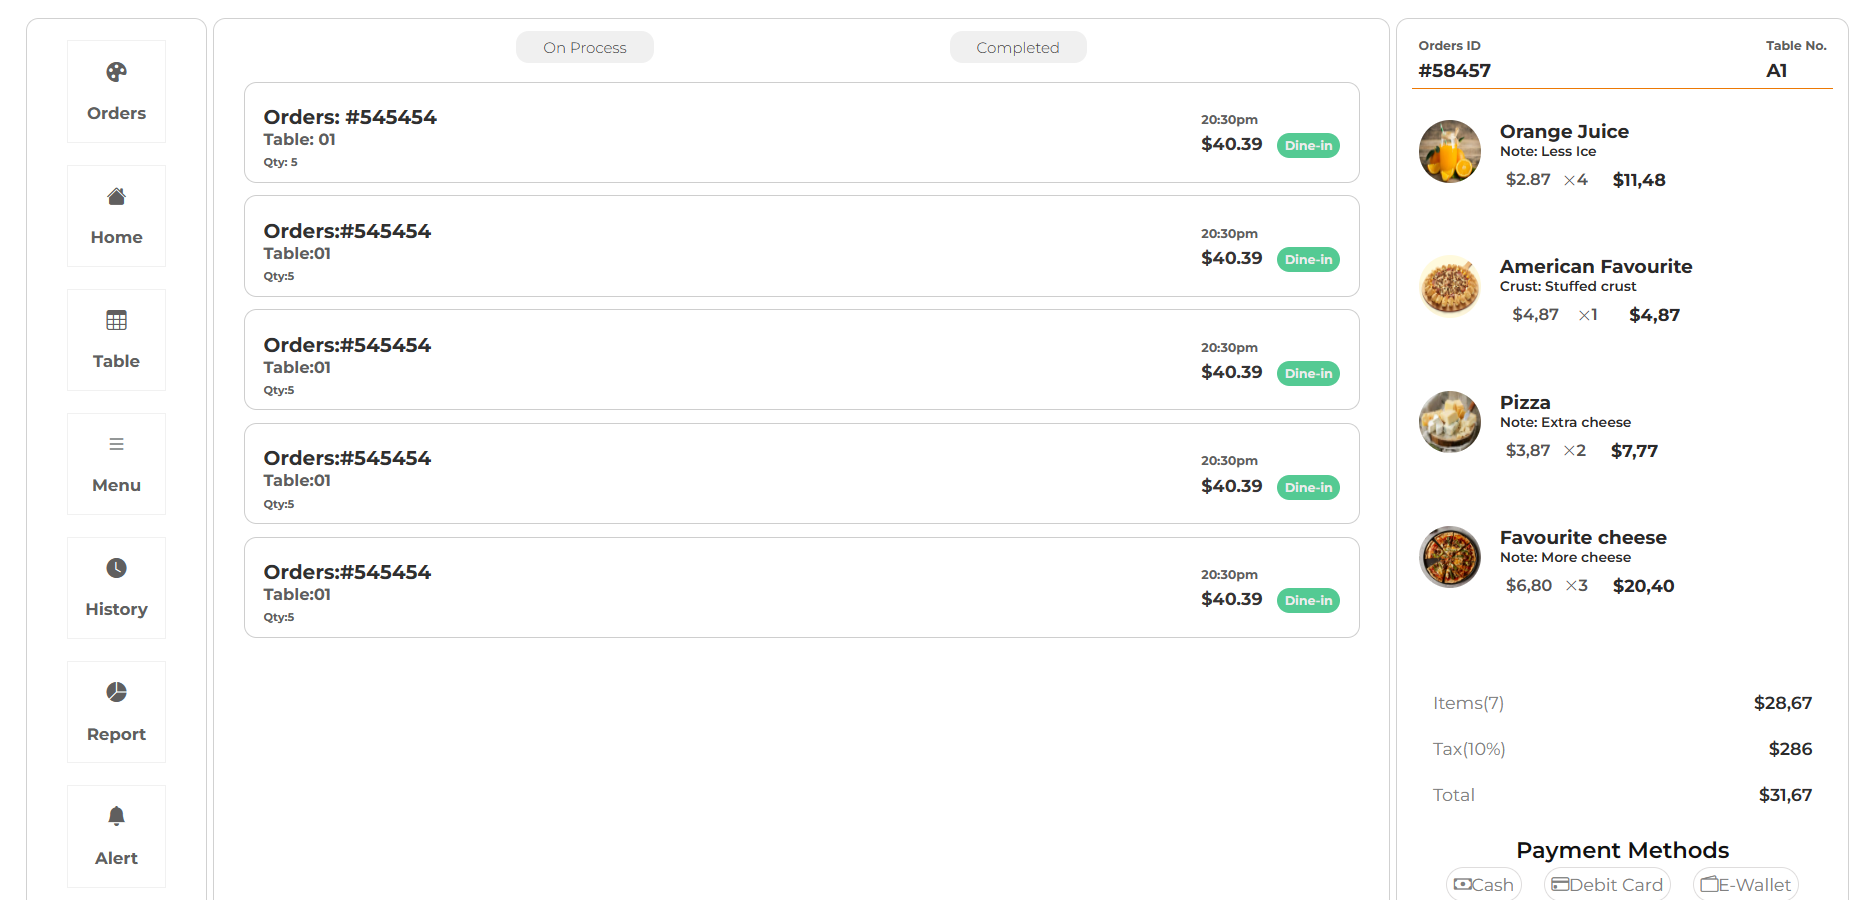 Orders
Home
Table
Menu
History
Report
Alert
On Process
Completed
Orders: #545454
Table: 01
Qty: 5
20:30pm
$40.39 Dine-in
Orders:#545454
Table:01
Qty:5
20:30pm
$40.39 Dine-in
Orders:#545454
Table:01
Qty:5
20:30pm
$40.39 Dine-in
Orders:#545454
Table:01
Qty:5
20:30pm
$40.39 Dine-in
Orders:#545454
Table:01
Qty:5
20:30pm
$40.39 Dine-in
Orders ID Table No.
#58457 A1
Orange Juice
Note: Less Ice
$2.87 ×4 $11,48
American Favourite
Crust: Stuffed crust
$4,87 ×1 $4,87
Pizza
Note: Extra cheese
$3,87 ×2 $7,77
Favourite cheese
Note: More cheese
$6,80 ×3 $20,40
Items(7) $28,67
Tax(10%) $286
Total $31,67
Payment Methods
Cash Debit Card E-Wallet